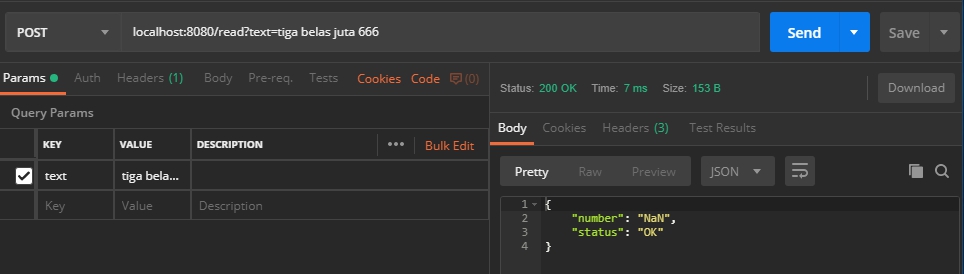 POST localhost:8080/read?text=tiga belas juta 666 Send Save
Params Auth Headers (1) Body Pre-req. Tests Cookies Code (0)
Query Params
KEY VALUE DESCRIPTION ••• Bulk Edit
text tiga bela...
Key Value Description
Status: 200 OK Time: 7 ms Size: 153 B Download
Body Cookies Headers (3) Test Results
Pretty Raw Preview JSON
1 {
2 "number": "NaN",
3 "status": "OK"
4 }